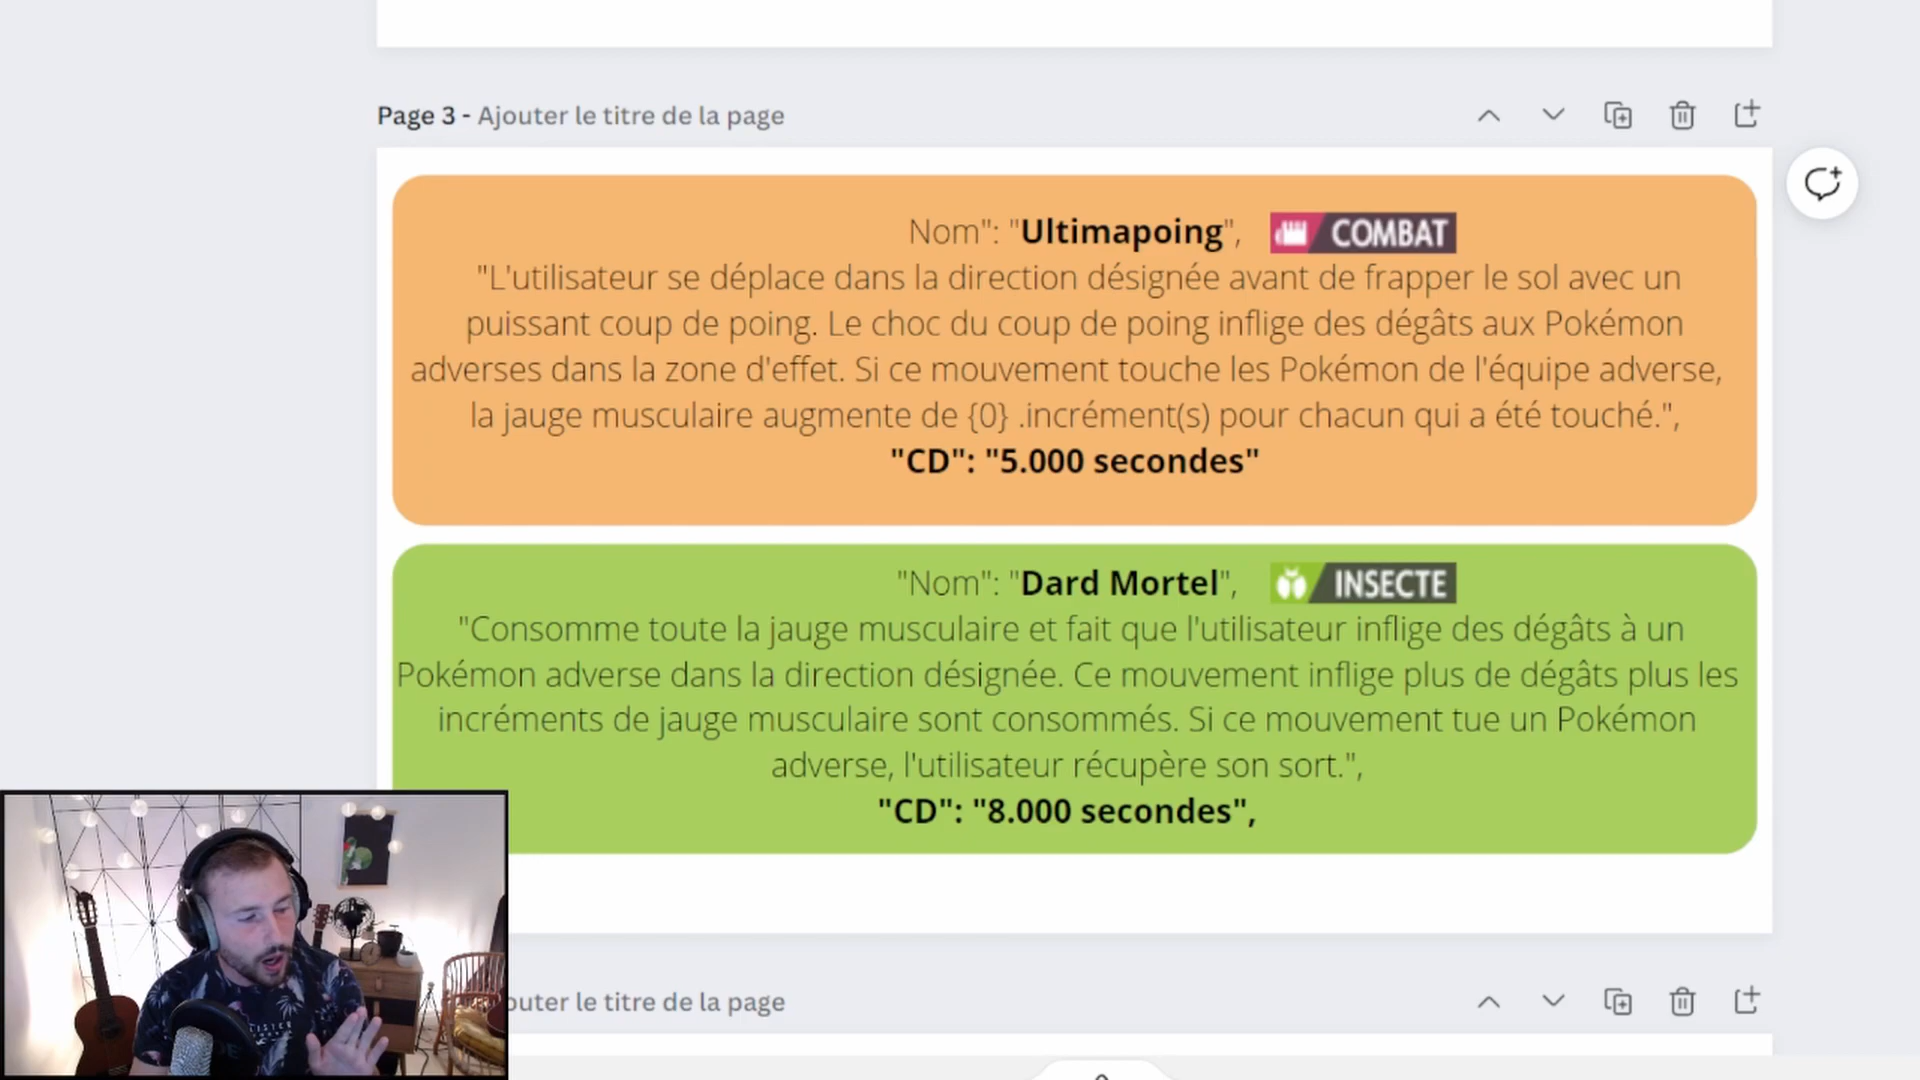 Page 3 - Ajouter le titre de la page
Nom": "Ultimapoing", COMBAT
"L'utilisateur se déplace dans la direction désignée avant de frapper le sol avec un
puissant coup de poing. Le choc du coup de poing inflige des dégâts aux Pokémon
adverses dans la zone d'effet. Si ce mouvement touche les Pokémon de l'équipe adverse,
la jauge musculaire augmente de {0} .incrément(s) pour chacun qui a été touché.",
"CD": "5.000 secondes"
"Nom": "Dard Mortel", INSECTE
"Consomme toute la jauge musculaire et fait que l'utilisateur inflige des dégâts à un
Pokémon adverse dans la direction désignée. Ce mouvement inflige plus de dégâts plus les
incréments de jauge musculaire sont consommés. Si ce mouvement tue un Pokémon
adverse, l'utilisateur récupère son sort.",
"CD": "8.000 secondes",
outer le titre de la page